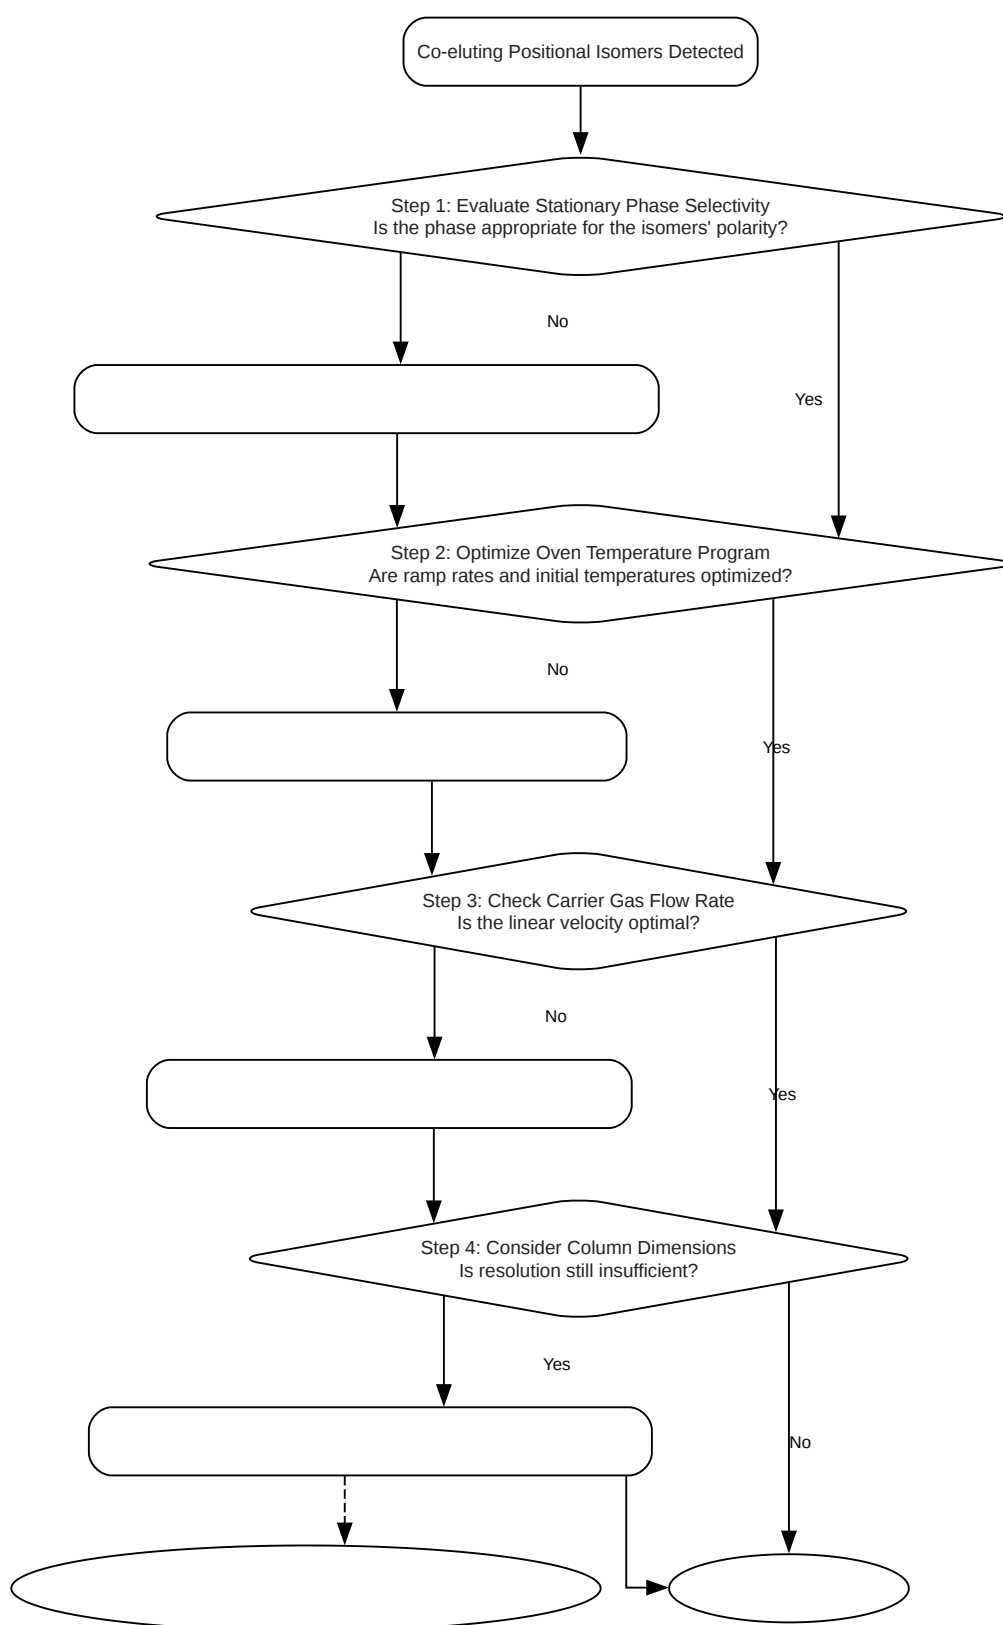 Co-eluting Positional Isomers Detected
Step 1: Evaluate Stationary Phase Selectivity
Is the phase appropriate for the isomers' polarity?
No
Yes
Step 2: Optimize Oven Temperature Program
Are ramp rates and initial temperatures optimized?
No
Yes
Step 3: Check Carrier Gas Flow Rate
Is the linear velocity optimal?
No
Yes
Step 4: Consider Column Dimensions
Is resolution still insufficient?
Yes
No